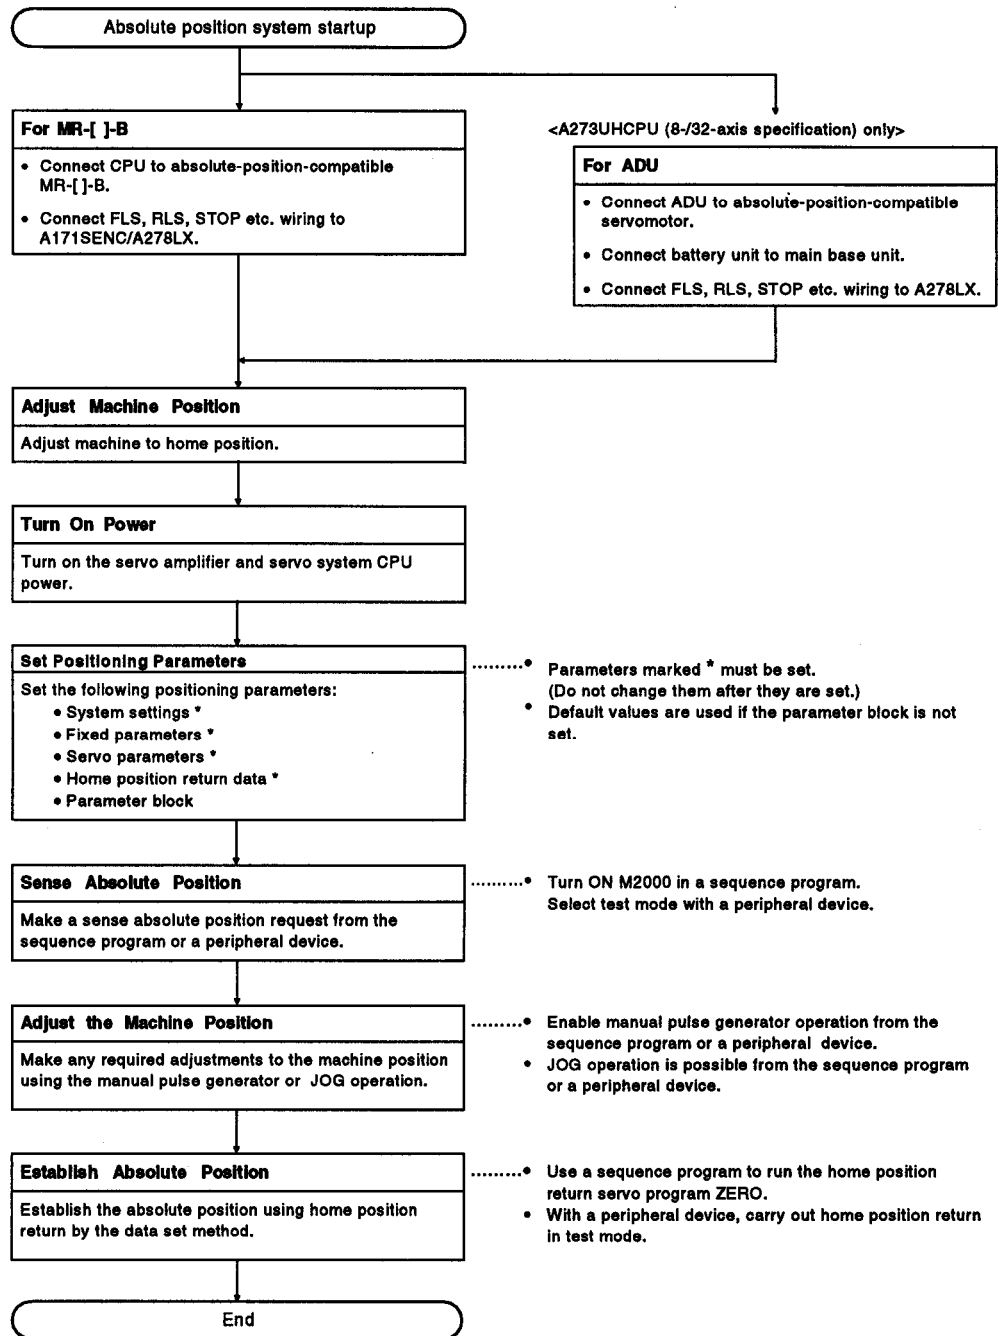 Absolute position system startup
For MR-[ ]-B
• Connect CPU to absolute-position-compatible
MR-[ ]-B.
• Connect FLS, RLS, STOP etc. wiring to
A171SENC/A278LX.
<A273UHCPU (8-/32-axis specification) only>
For ADU
• Connect ADU to absolute-position-compatible
servomotor.
• Connect battery unit to main base unit.
• Connect FLS, RLS, STOP etc. wiring to A278LX.
Adjust Machine Position
Adjust machine to home position.
Turn On Power
Turn on the servo amplifier and servo system CPU
power.
Set Positioning Parameters
Set the following positioning parameters:
• System settings *
• Fixed parameters *
• Servo parameters *
• Home position return data *
• Parameter block
• Parameters marked * must be set.
(Do not change them after they are set.)
• Default values are used if the parameter block is not
set.
Sense Absolute Position
Make a sense absolute position request from the
sequence program or a peripheral device.
• Turn ON M2000 in a sequence program.
Select test mode with a peripheral device.
Adjust the Machine Position
Make any required adjustments to the machine position
using the manual pulse generator or JOG operation.
• Enable manual pulse generator operation from the
sequence program or a peripheral device.
• JOG operation is possible from the sequence program
or a peripheral device.
Establish Absolute Position
Establish the absolute position using home position
return by the data set method.
• Use a sequence program to run the home position
return servo program ZERO.
• With a peripheral device, carry out home position return
in test mode.
End